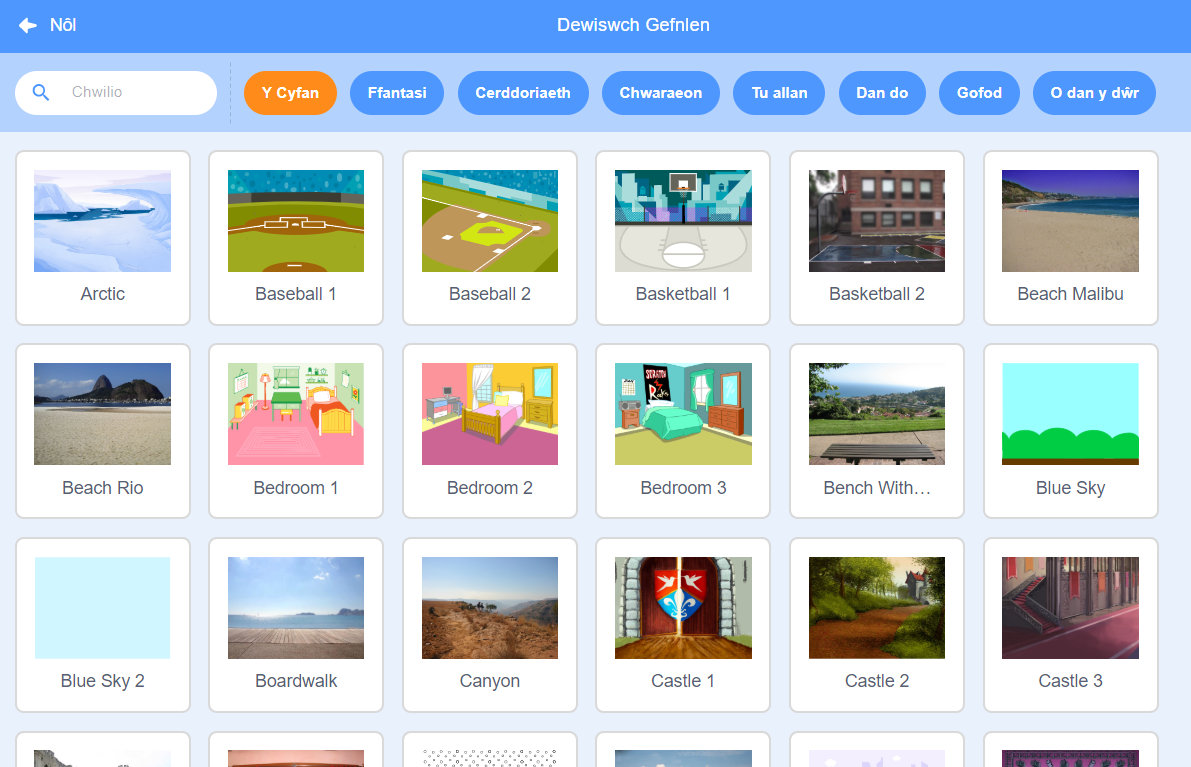 Nôl
Dewiswch Gefnlen
Chwilio
Y Cyfan
Ffantasi
Cerddoriaeth
Chwaraeon
Tu allan
Dan do
Gofod
O dan y dŵr
Arctic
Baseball 1
Baseball 2
Basketball 1
Basketball 2
Beach Malibu
Beach Rio
Bedroom 1
Bedroom 2
Bedroom 3
Bench With…
Blue Sky
Blue Sky 2
Boardwalk
Canyon
Castle 1
Castle 2
Castle 3